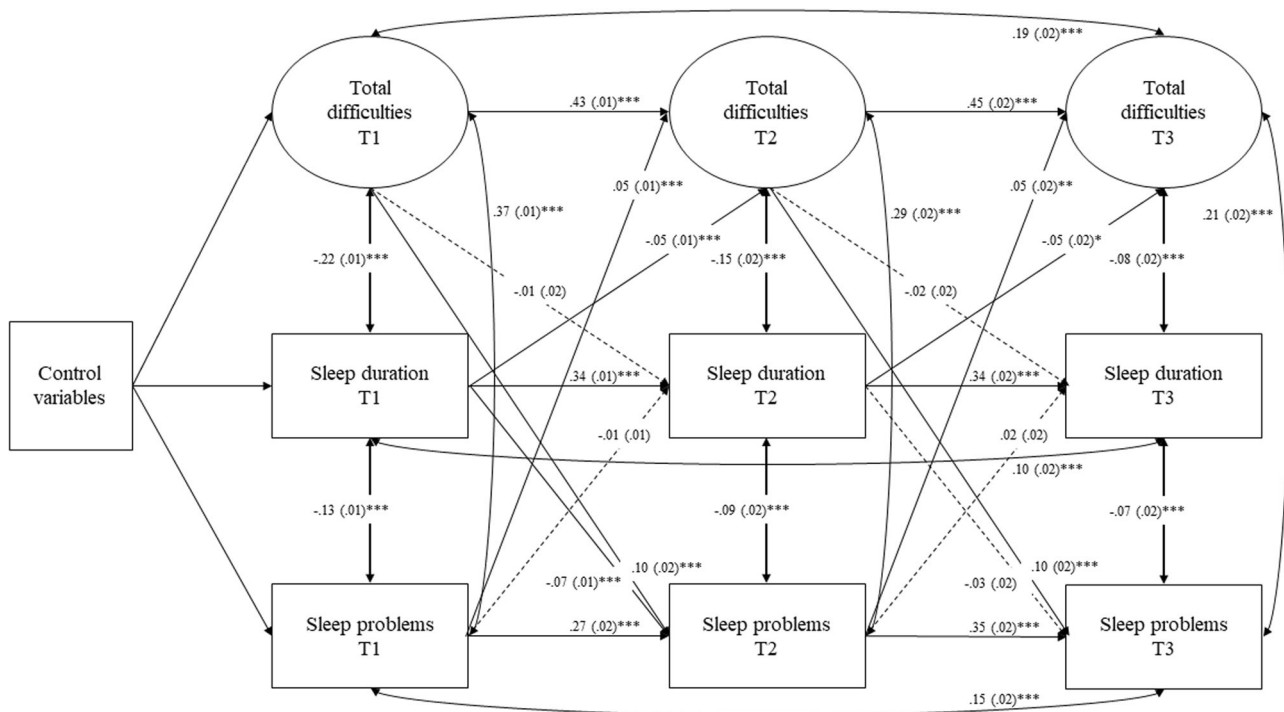 .19 (.02)***
Total
difficulties
T1
Total
difficulties
T2
Total
difficulties
T3
.43 (.01)***
.45 (.02)***
.05 (.01)***
.05 (.02)**
.37 (.01)***
.29 (.02)***
.21 (.02)***
-.05 (.01)***
-.05 (.02)*
-.22 (.01)***
-.15 (.02)***
-.08 (.02)***
-.01 (.02)
-.02 (.02)
Control
variables
Sleep duration
T1
Sleep duration
T2
Sleep duration
T3
.34 (.01)***
.34 (.02)***
-.01 (.01)
.02 (.02)
.10 (.02)***
-.13 (.01)***
-.09 (.02)***
-.07 (.02)***
-.07 (.01)***
.10 (.02)***
-.03 (.02)
.10 (02)***
Sleep problems
T1
Sleep problems
T2
Sleep problems
T3
.27 (.02)***
.35 (.02)***
.15 (.02)***